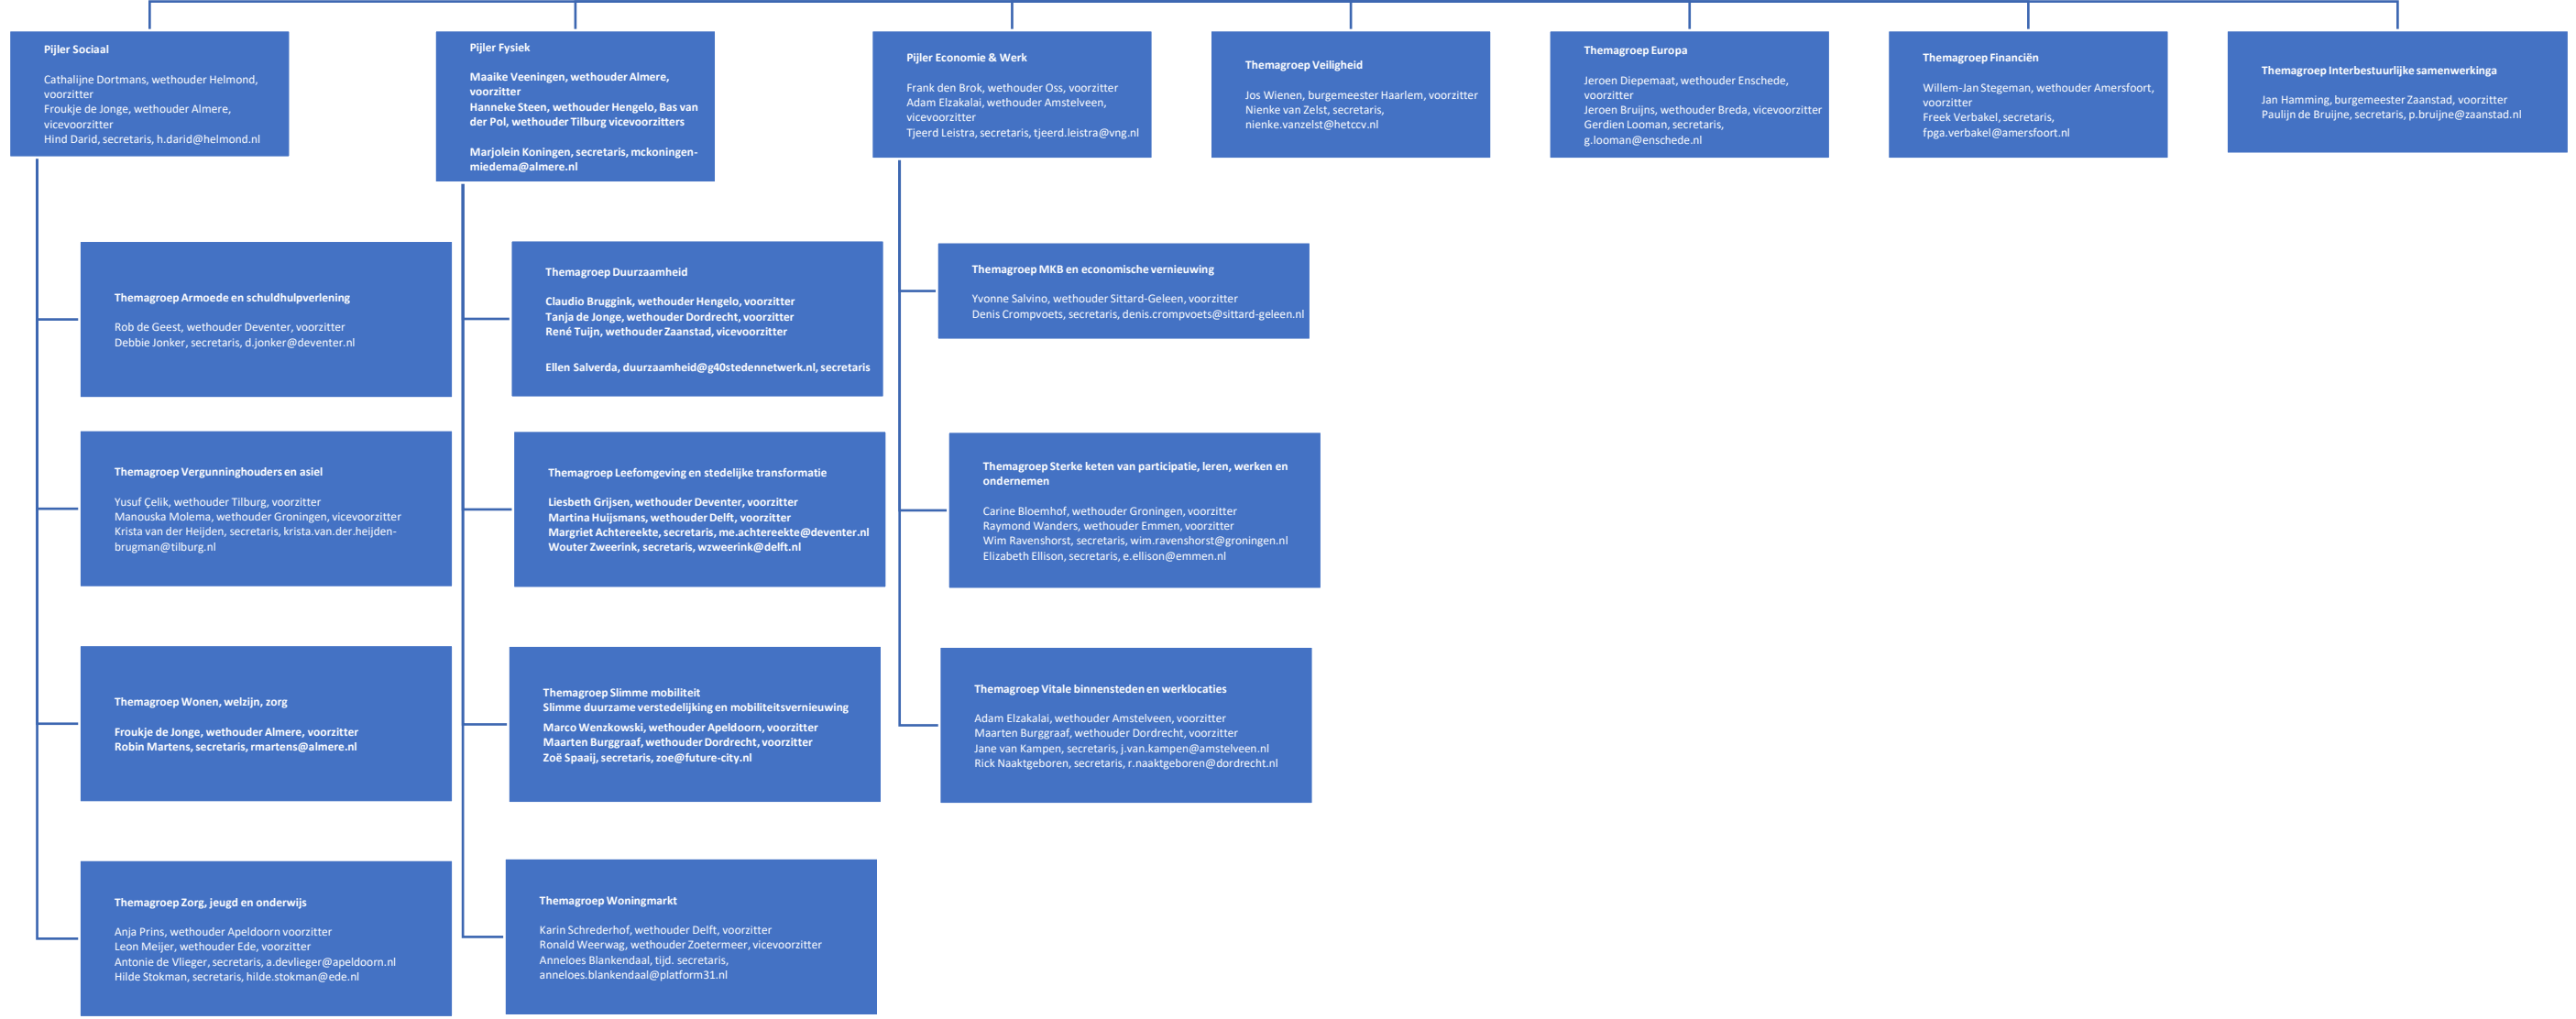 Pijler Sociaal
Cathalijne Dortmans, wethouder Helmond,
voorzitter
Froukje de Jonge, wethouder Almere,
vicevoorzitter
Hind Darid, secretaris, h.darid@helmond.nl
Pijler Fysiek
Maaike Veeningen, wethouder Almere,
voorzitter
Hanneke Steen, wethouder Hengelo, Bas van
der Pol, wethouder Tilburg vicevoorzitters
Marjolein Koningen, secretaris, mckoningen-
miedema@almere.nl
Pijler Economie & Werk
Frank den Brok, wethouder Oss, voorzitter
Adam Elzakalai, wethouder Amstelveen,
vicevoorzitter
Tjeerd Leistra, secretaris, tjeerd.leistra@vng.nl
Themagroep Veiligheid
Jos Wienen, burgemeester Haarlem, voorzitter
Nienke van Zelst, secretaris,
nienke.vanzelst@hetccv.nl
Themagroep Europa
Jeroen Diepemaat, wethouder Enschede,
voorzitter
Jeroen Bruijns, wethouder Breda, vicevoorzitter
Gerdien Looman, secretaris,
g.looman@enschede.nl
Themagroep Financiën
Willem-Jan Stegeman, wethouder Amersfoort,
voorzitter
Freek Verbakel, secretaris,
fpga.verbakel@amersfoort.nl
Themagroep Interbestuurlijke samenwerkinga
Jan Hamming, burgemeester Zaanstad, voorzitter
Paulijn de Bruijne, secretaris, p.bruijne@zaanstad.nl
Themagroep Armoede en schuldhulpverlening
Rob de Geest, wethouder Deventer, voorzitter
Debbie Jonker, secretaris, d.jonker@deventer.nl
Themagroep Duurzaamheid
Claudio Bruggink, wethouder Hengelo, voorzitter
Tanja de Jonge, wethouder Dordrecht, voorzitter
René Tuijn, wethouder Zaanstad, vicevoorzitter
Ellen Salverda, duurzaamheid@g40stedennetwerk.nl, secretaris
Themagroep MKB en economische vernieuwing
Yvonne Salvino, wethouder Sittard-Geleen, voorzitter
Denis Crompvoets, secretaris, denis.crompvoets@sittard-geleen.nl
Themagroep Vergunninghouders en asiel
Yusuf Çelik, wethouder Tilburg, voorzitter
Manouska Molema, wethouder Groningen, vicevoorzitter
Krista van der Heijden, secretaris, krista.van.der.heijden-
brugman@tilburg.nl
Themagroep Leefomgeving en stedelijke transformatie
Liesbeth Grijsen, wethouder Deventer, voorzitter
Martina Huijsmans, wethouder Delft, voorzitter
Margriet Achtereekte, secretaris, me.achtereekte@deventer.nl
Wouter Zweerink, secretaris, wzweerink@delft.nl
Themagroep Sterke keten van participatie, leren, werken en
ondernemen
Carine Bloemhof, wethouder Groningen, voorzitter
Raymond Wanders, wethouder Emmen, voorzitter
Wim Ravenshorst, secretaris, wim.ravenshorst@groningen.nl
Elizabeth Ellison, secretaris, e.ellison@emmen.nl
Themagroep Wonen, welzijn, zorg
Froukje de Jonge, wethouder Almere, voorzitter
Robin Martens, secretaris, rmartens@almere.nl
Themagroep Slimme mobiliteit
Slimme duurzame verstedelijking en mobiliteitsvernieuwing
Marco Wenzkowski, wethouder Apeldoorn, voorzitter
Maarten Burggraaf, wethouder Dordrecht, voorzitter
Zoë Spaaij, secretaris, zoe@future-city.nl
Themagroep Vitale binnensteden en werklocaties
Adam Elzakalai, wethouder Amstelveen, voorzitter
Maarten Burggraaf, wethouder Dordrecht, voorzitter
Jane van Kampen, secretaris, j.van.kampen@amstelveen.nl
Rick Naaktgeboren, secretaris, r.naaktgeboren@dordrecht.nl
Themagroep Zorg, jeugd en onderwijs
Anja Prins, wethouder Apeldoorn voorzitter
Leon Meijer, wethouder Ede, voorzitter
Antonie de Vlieger, secretaris, a.devlieger@apeldoorn.nl
Hilde Stokman, secretaris, hilde.stokman@ede.nl
Themagroep Woningmarkt
Karin Schrederhof, wethouder Delft, voorzitter
Ronald Weerwag, wethouder Zoetermeer, vicevoorzitter
Anneloes Blankendaal, tijd. secretaris,
anneloes.blankendaal@platform31.nl